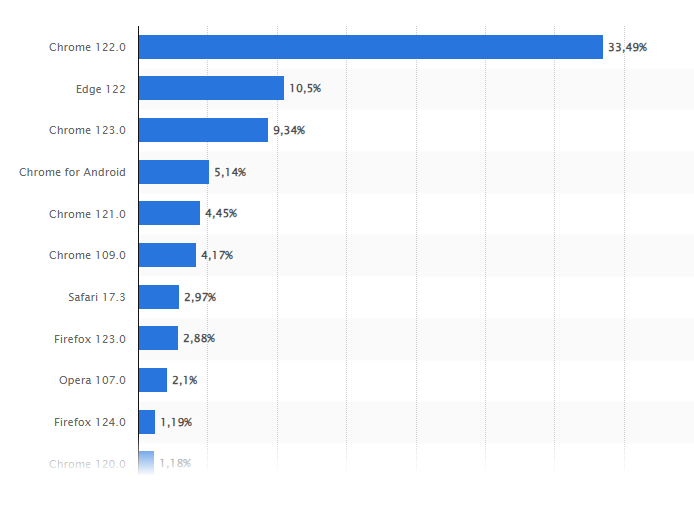 Chrome 122.0 33,49%
Edge 122 10,5%
Chrome 123.0 9,34%
Chrome for Android 5,14%
Chrome 121.0 4,45%
Chrome 109.0 4,17%
Safari 17.3 2,97%
Firefox 123.0 2,88%
Opera 107.0 2,1%
Firefox 124.0 1,19%
Chrome 120.0 1,18%